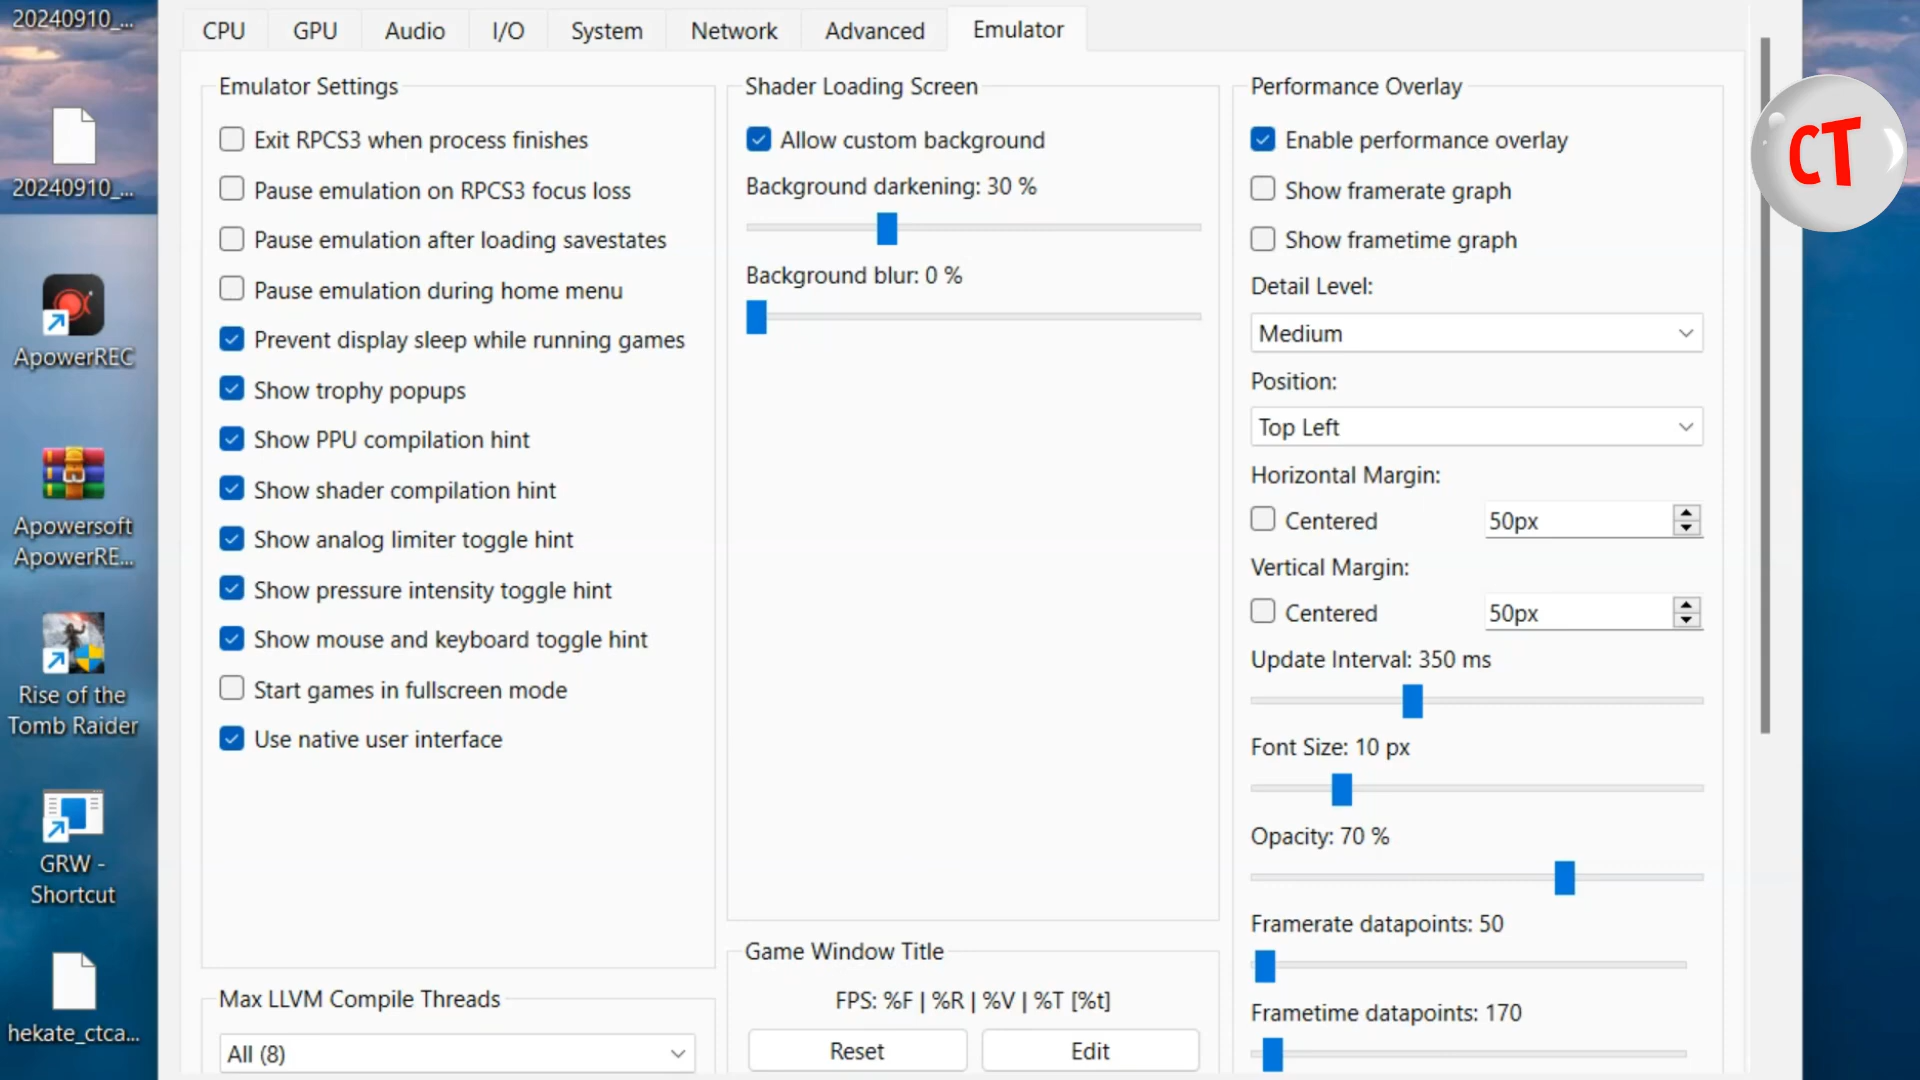 20240910_...
20240910_...
ApowerREC
Apowersoft
ApowerRE...
Rise of the
Tomb Raider
GRW -
Shortcut
hekate_ctca...
CPU
GPU
Audio
I/O
System
Network
Advanced
Emulator
Emulator Settings
Exit RPCS3 when process finishes
Pause emulation on RPCS3 focus loss
Pause emulation after loading savestates
Pause emulation during home menu
Prevent display sleep while running games
Show trophy popups
Show PPU compilation hint
Show shader compilation hint
Show analog limiter toggle hint
Show pressure intensity toggle hint
Show mouse and keyboard toggle hint
Start games in fullscreen mode
Use native user interface
Max LLVM Compile Threads
All (8)
Shader Loading Screen
Allow custom background
Background darkening: 30 %
Background blur: 0 %
Game Window Title
FPS: %F | %R | %V | %T [%t]
Reset
Edit
Performance Overlay
Enable performance overlay
Show framerate graph
Show frametime graph
Detail Level:
Medium
Position:
Top Left
Horizontal Margin:
Centered
50px
Vertical Margin:
Centered
50px
Update Interval: 350 ms
Font Size: 10 px
Opacity: 70 %
Framerate datapoints: 50
Frametime datapoints: 170
CT